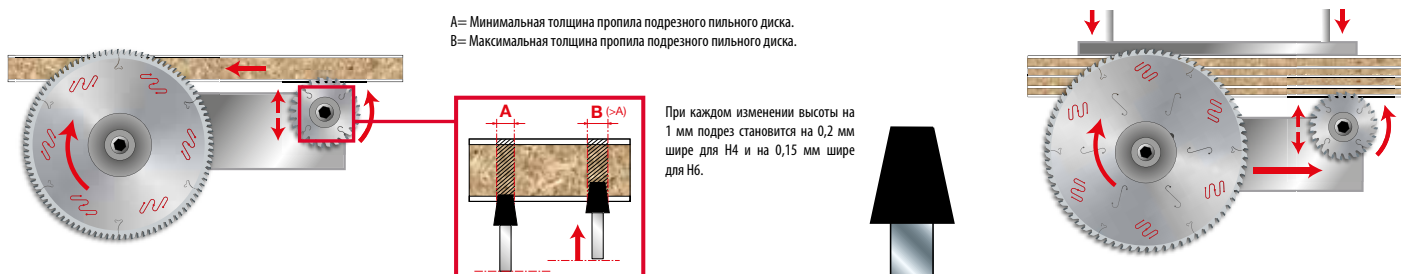 A= Минимальная толщина пропила подрезного пильного диска.
B= Максимальная толщина пропила подрезного пильного диска.
A B (>A)
При каждом изменении высоты на
1 мм подрез становится на 0,2 мм
шире для H4 и на 0,15 мм шире
для H6.